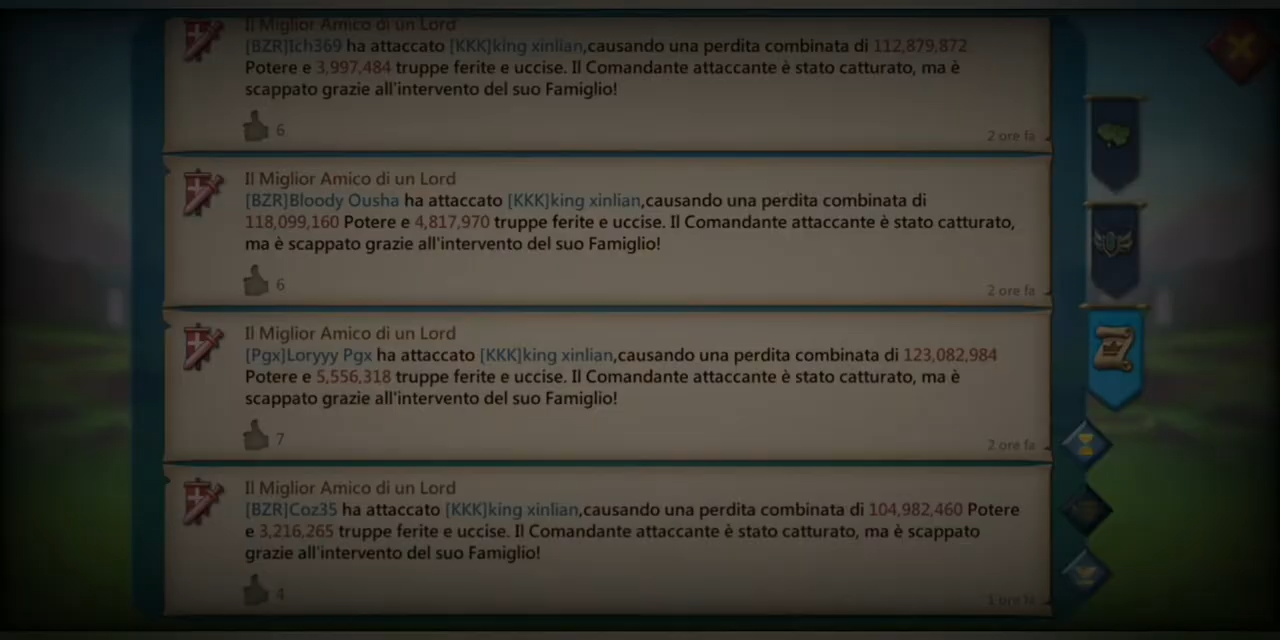 Il Miglior Amico di un Lord
[BZR]Ich369 ha attaccato [KKK]king xinlian,causando una perdita combinata di 112,879,872
Potere e 3,997,484 truppe ferite e uccise. Il Comandante attaccante è stato catturato, ma è
scappato grazie all'intervento del suo Famiglio!
6
2 ore fa
Il Miglior Amico di un Lord
[BZR]Bloody Ousha ha attaccato [KKK]king xinlian,causando una perdita combinata di
118,099,160 Potere e 4,817,970 truppe ferite e uccise. Il Comandante attaccante è stato catturato,
ma è scappato grazie all'intervento del suo Famiglio!
6
2 ore fa
Il Miglior Amico di un Lord
[Pgx]Loryyy Pgx ha attaccato [KKK]king xinlian,causando una perdita combinata di 123,082,984
Potere e 5,556,318 truppe ferite e uccise. Il Comandante attaccante è stato catturato, ma è
scappato grazie all'intervento del suo Famiglio!
7
2 ore fa
Il Miglior Amico di un Lord
[BZR]Coz35 ha attaccato [KKK]king xinlian,causando una perdita combinata di 104,982,460 Potere
e 3,216,265 truppe ferite e uccise. Il Comandante attaccante è stato catturato, ma è scappato
grazie all'intervento del suo Famiglio!
4
1 ore fa